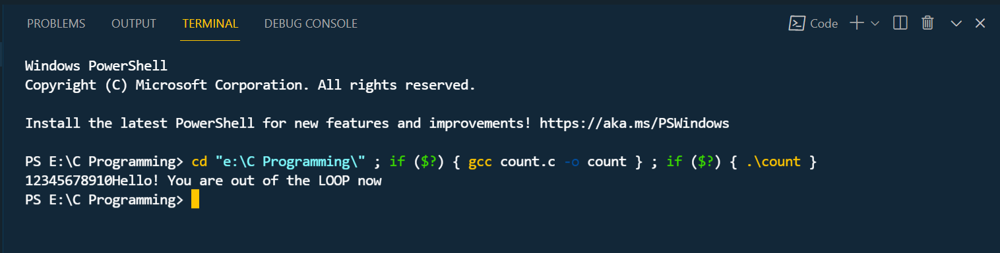 PROBLEMS OUTPUT TERMINAL DEBUG CONSOLE Code
Windows PowerShell
Copyright (C) Microsoft Corporation. All rights reserved.
Install the latest PowerShell for new features and improvements! https://aka.ms/PSWindows
PS E:\C Programming> cd "e:\C Programming\" ; if ($?) { gcc count.c -o count } ; if ($?) { .\count }
12345678910Hello! You are out of the LOOP now
PS E:\C Programming>